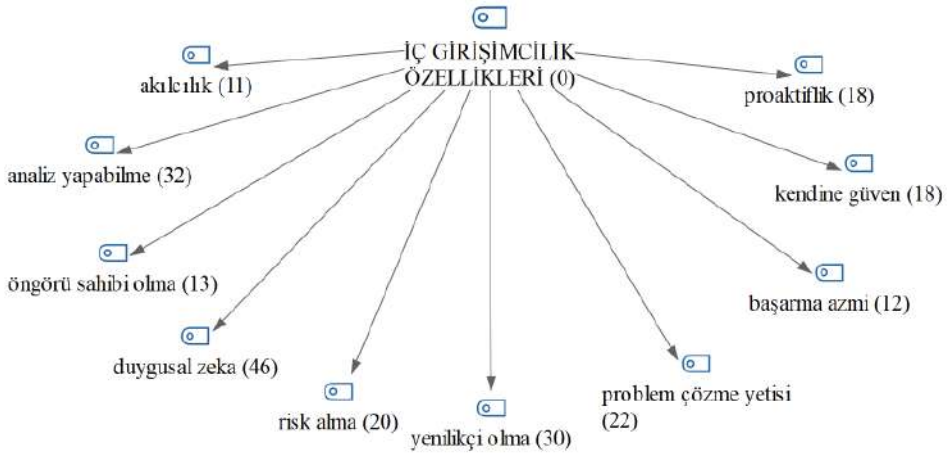 İÇ GİRİŞİMCİLİK
ÖZELLİKLERİ (0)
akılcılık (11)
proaktiflik (18)
analiz yapabilme (32)
kendine güven (18)
öngörü sahibi olma (13)
başarma azmi (12)
duygusal zeka (46)
problem çözme yetisi
(22)
risk alma (20)
yenilikçi olma (30)